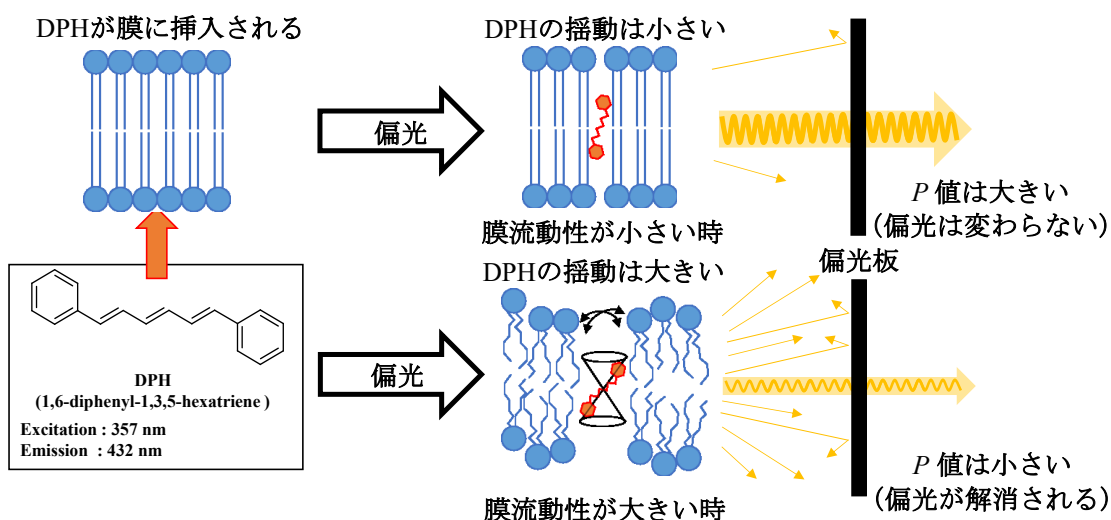 DPHが膜に挿入される
偏光
DPHの揺動は小さい
膜流動性が小さい時
P 値は大きい
（偏光は変わらない）
偏光板
DPH
(1,6-diphenyl-1,3,5-hexatriene )
Excitation : 357 nm
Emission : 432 nm
偏光
DPHの揺動は大きい
膜流動性が大きい時
P 値は小さい
（偏光が解消される）